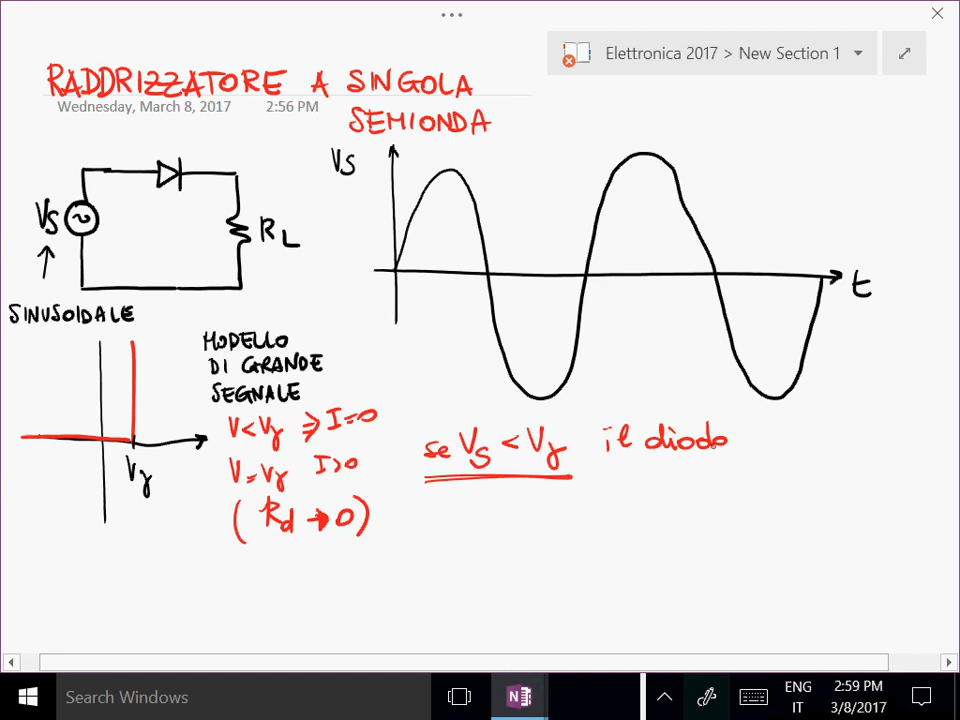 Elettronica 2017 > New Section 1
RADDRIZZATORE A SINGOLA
SEMIONDA
Wednesday, March 8, 2017 2:56 PM
VS
VS
RL
t
SINUSOIDALE
MODELLO
DI GRANDE
SEGNALE
V < Vγ ⇒ I=0
V = Vγ I>0
(Rd → 0)
Vγ
se VS < Vγ il diodo
Search Windows
N
ENG
IT
2:59 PM
3/8/2017